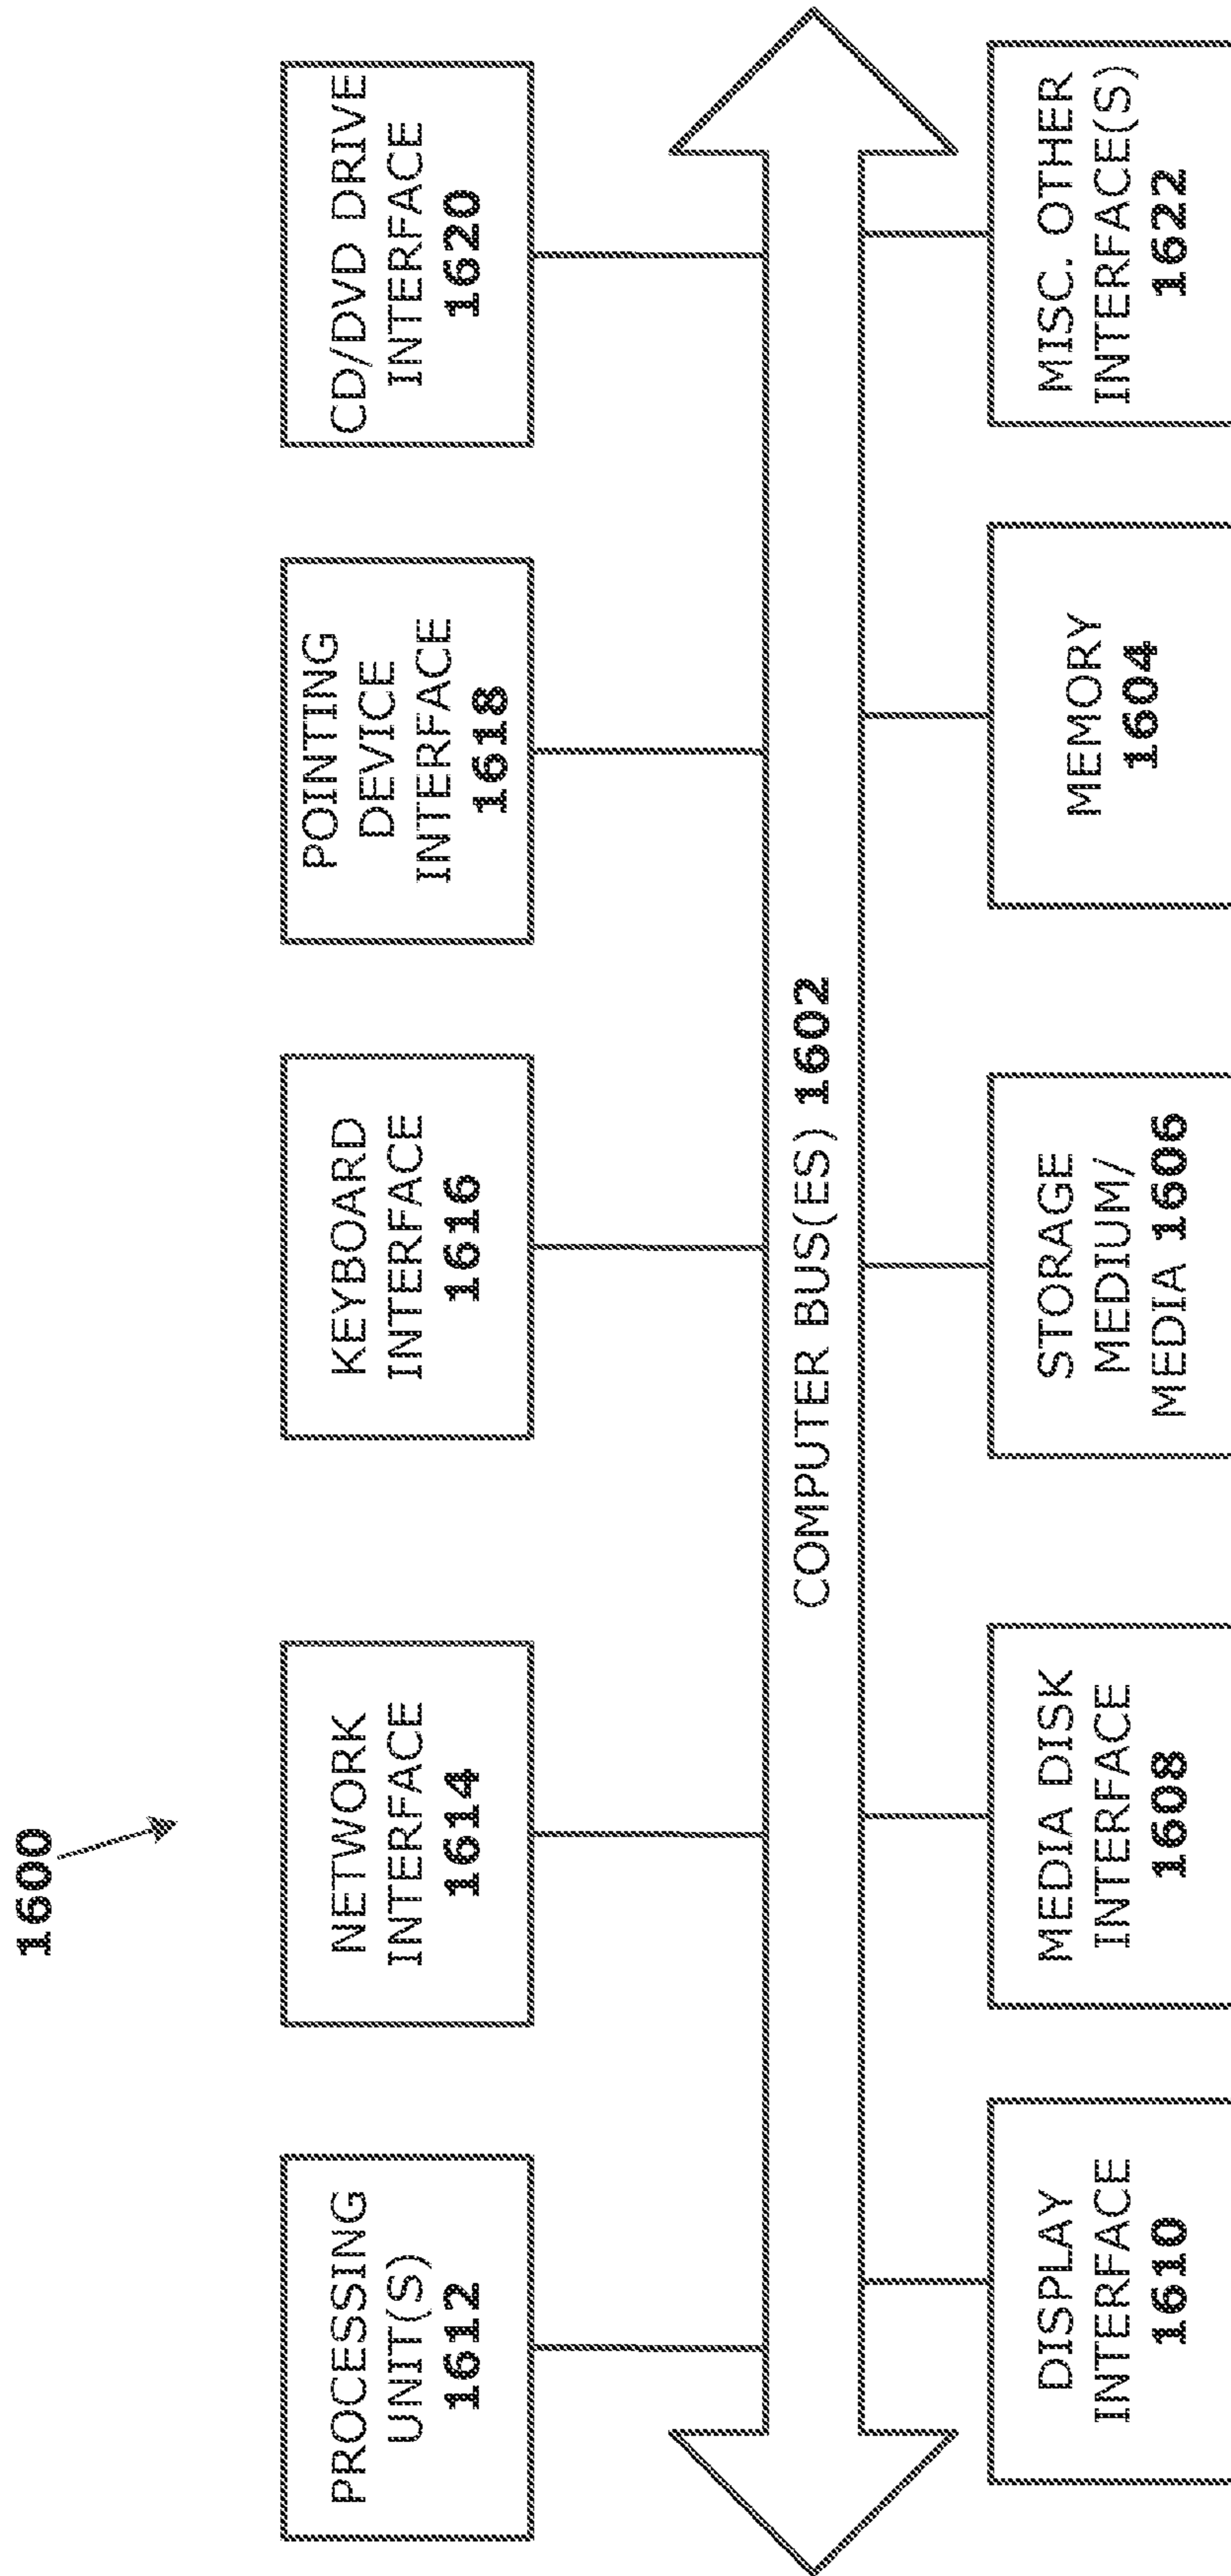 1600
PROCESSING
UNIT(S)
1612
NETWORK
INTERFACE
1614
KEYBOARD
INTERFACE
1616
POINTING
DEVICE
INTERFACE
1618
CD/DVD DRIVE
INTERFACE
1620
COMPUTER BUS(ES) 1602
DISPLAY
INTERFACE
1610
MEDIA DISK
INTERFACE
1608
STORAGE
MEDIUM/
MEDIA 1606
MEMORY
1604
MISC. OTHER
INTERFACE(S)
1622